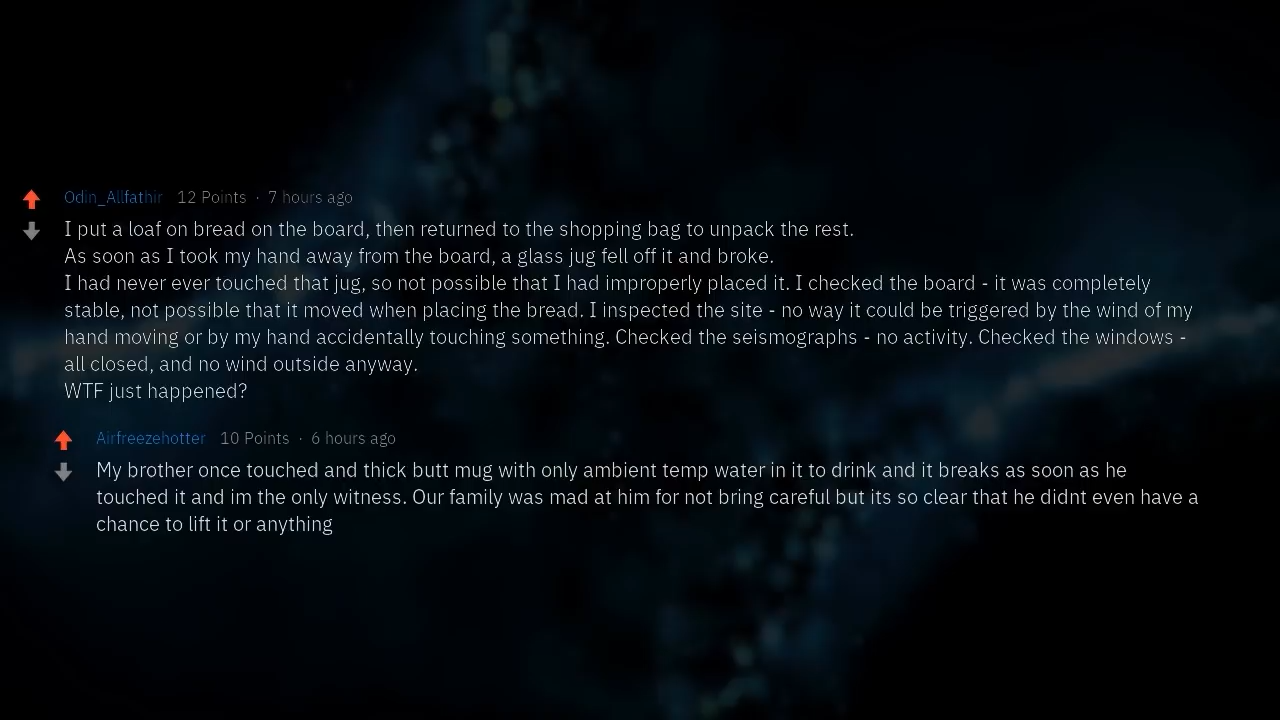 Odin_Allfathir 12 Points · 7 hours ago
I put a loaf on bread on the board, then returned to the shopping bag to unpack the rest.
As soon as I took my hand away from the board, a glass jug fell off it and broke.
I had never ever touched that jug, so not possible that I had improperly placed it. I checked the board - it was completely
stable, not possible that it moved when placing the bread. I inspected the site - no way it could be triggered by the wind of my
hand moving or by my hand accidentally touching something. Checked the seismographs - no activity. Checked the windows -
all closed, and no wind outside anyway.
WTF just happened?
Airfreezehotter 10 Points · 6 hours ago
My brother once touched and thick butt mug with only ambient temp water in it to drink and it breaks as soon as he
touched it and im the only witness. Our family was mad at him for not bring careful but its so clear that he didnt even have a
chance to lift it or anything